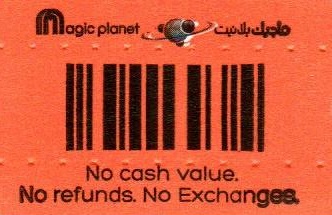 Magic planet ماجيك بلانيت
No cash value.
No refunds. No Exchanges.